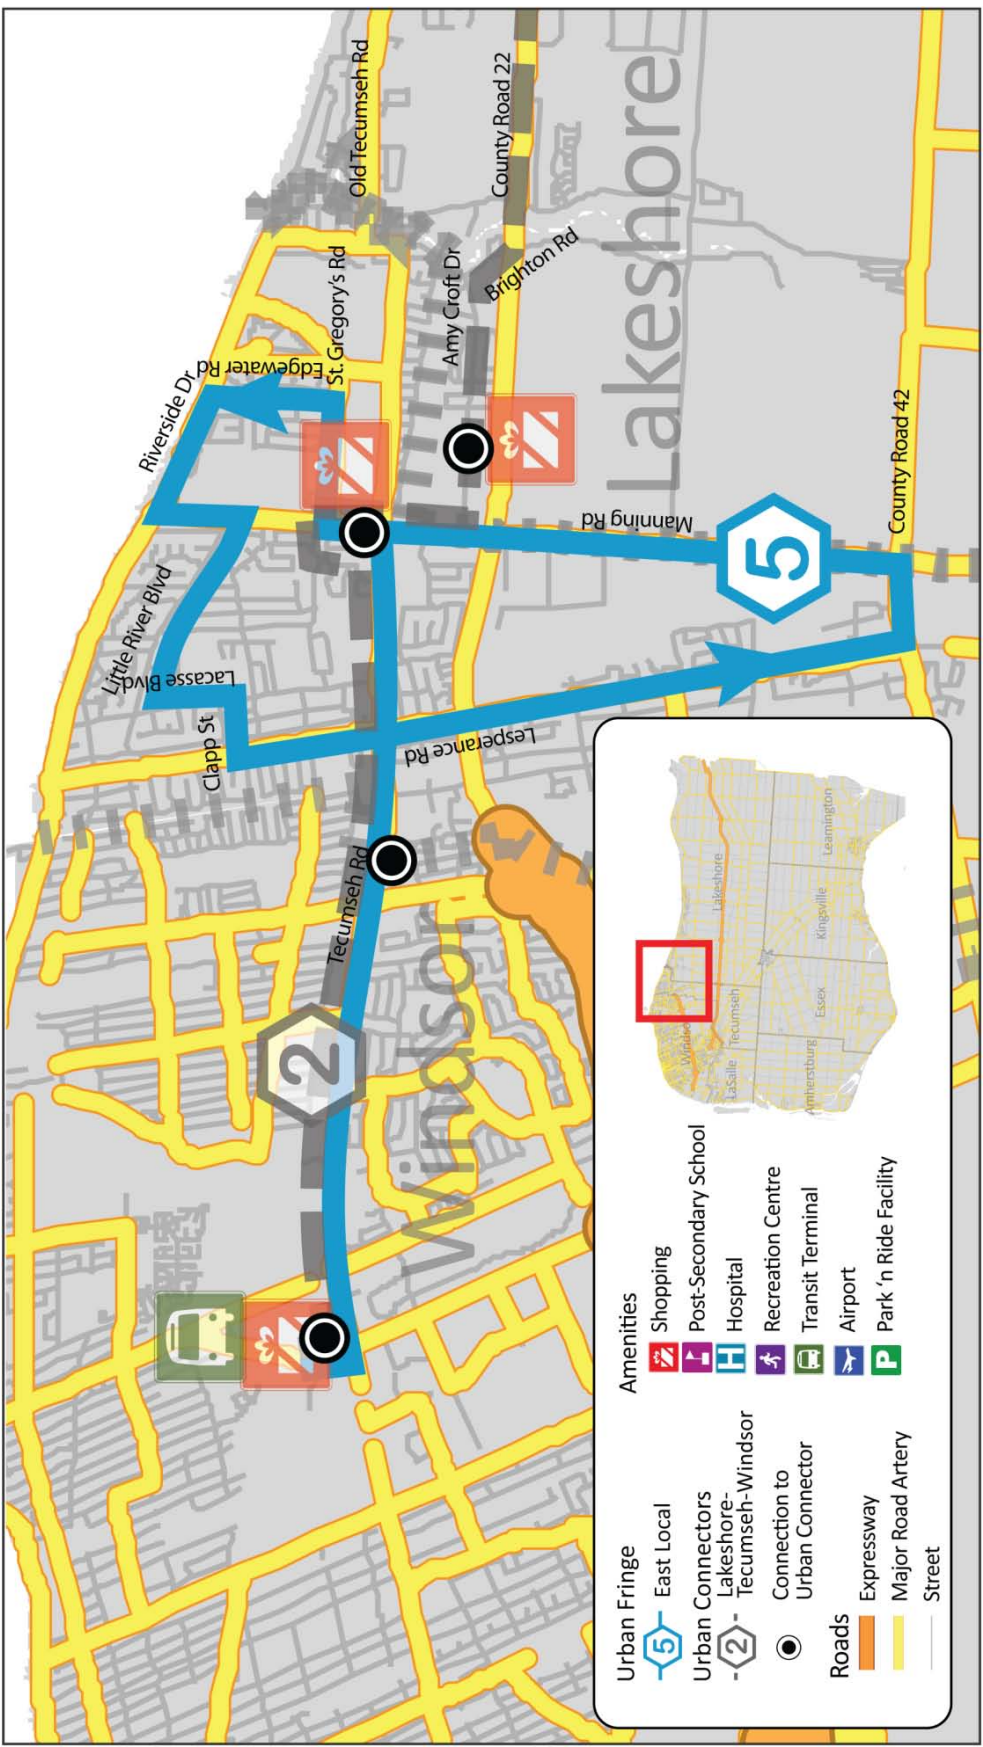 Old Tecumseh Rd
County Road 22
Lakeshore
St. Gregory's Rd
Amy Croft Dr
Brighton Rd
Edgewater Rd
Riverside Dr
Manning Rd
County Road 42
5
Little River Blvd
Lacasse Blvd
Clapp St
Lesperance Rd
Tecumseh Rd
2
Windsor
Urban Fringe
5
East Local
Urban Connectors
2
Lakeshore-
Tecumseh-Windsor
Connection to
Urban Connector
Roads
Expressway
Major Road Artery
Street
Amenities
Shopping
Post-Secondary School
H
Hospital
Recreation Centre
Transit Terminal
Airport
P
Park 'n Ride Facility
Windsor
LaSalle
Tecumseh
Lakeshore
Amherstburg
Essex
Kingsville
Leamington